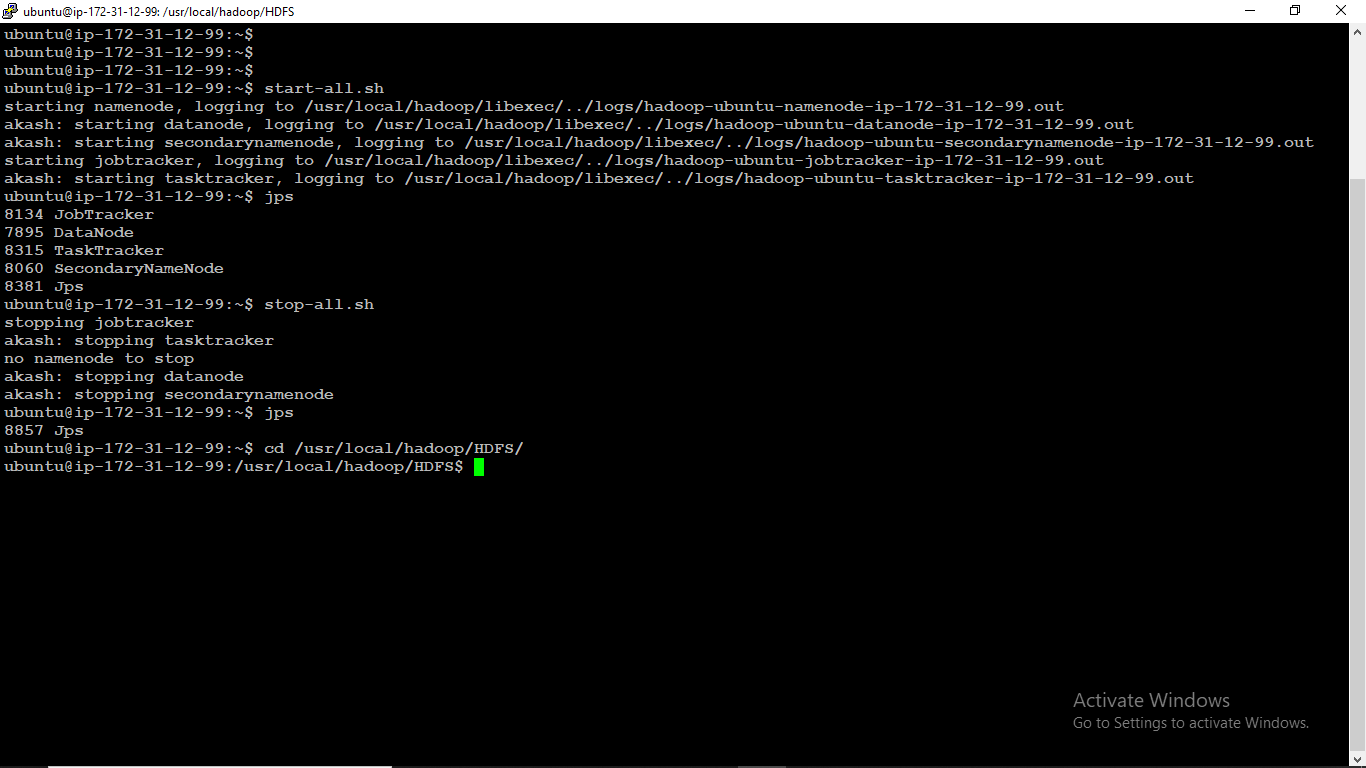 ubuntu@ip-172-31-12-99: /usr/local/hadoop/HDFS
ubuntu@ip-172-31-12-99:~$
ubuntu@ip-172-31-12-99:~$
ubuntu@ip-172-31-12-99:~$
ubuntu@ip-172-31-12-99:~$ start-all.sh
starting namenode, logging to /usr/local/hadoop/libexec/../logs/hadoop-ubuntu-namenode-ip-172-31-12-99.out
akash: starting datanode, logging to /usr/local/hadoop/libexec/../logs/hadoop-ubuntu-datanode-ip-172-31-12-99.out
akash: starting secondarynamenode, logging to /usr/local/hadoop/libexec/../logs/hadoop-ubuntu-secondarynamenode-ip-172-31-12-99.out
starting jobtracker, logging to /usr/local/hadoop/libexec/../logs/hadoop-ubuntu-jobtracker-ip-172-31-12-99.out
akash: starting tasktracker, logging to /usr/local/hadoop/libexec/../logs/hadoop-ubuntu-tasktracker-ip-172-31-12-99.out
ubuntu@ip-172-31-12-99:~$ jps
8134 JobTracker
7895 DataNode
8315 TaskTracker
8060 SecondaryNameNode
8381 Jps
ubuntu@ip-172-31-12-99:~$ stop-all.sh
stopping jobtracker
akash: stopping tasktracker
no namenode to stop
akash: stopping datanode
akash: stopping secondarynamenode
ubuntu@ip-172-31-12-99:~$ jps
8857 Jps
ubuntu@ip-172-31-12-99:~$ cd /usr/local/hadoop/HDFS/
ubuntu@ip-172-31-12-99:/usr/local/hadoop/HDFS$
Activate Windows
Go to Settings to activate Windows.